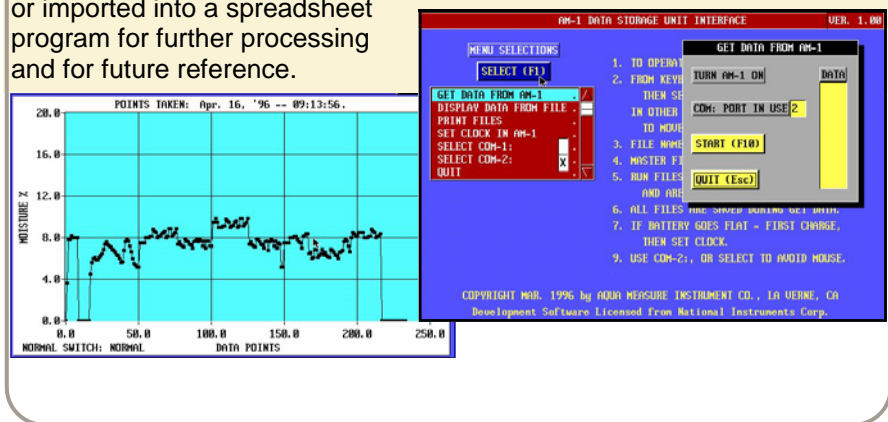 or imported into a spreadsheet
program for further processing
and for future reference.
POINTS TAKEN: Apr. 16, '96 -- 09:13:56.
20.0
16.0
12.0
8.0
4.0
0.0
MOISTURE %
0.0 50.0 100.0 150.0 200.0 250.0
NORMAL SWITCH: NORMAL DATA POINTS
AM-1 DATA STORAGE UNIT INTERFACE VER. 1.00
MENU SELECTIONS
SELECT (F1)
GET DATA FROM AM-1 .
DISPLAY DATA FROM FILE .
PRINT FILES .
SET CLOCK IN AM-1 .
SELECT COM-1: .
SELECT COM-2: X .
QUIT .
1. TO OPERAT
2. FROM KEYB
THEN SE
IN OTHER
TO MOVE
3. FILE NAME
4. MASTER FI
5. RUN FILES
AND ARE
6. ALL FILES ARE SAVED DURING GET DATA.
7. IF BATTERY GOES FLAT - FIRST CHARGE,
THEN SET CLOCK.
9. USE COM-2:, OR SELECT TO AVOID MOUSE.
GET DATA FROM AM-1
TURN AM-1 ON DATA
COM: PORT IN USE 2
START (F10)
QUIT (Esc)
COPYRIGHT MAR. 1996 by AQUA MEASURE INSTRUMENT CO., LA VERNE, CA
Development Software Licensed from National Instruments Corp.